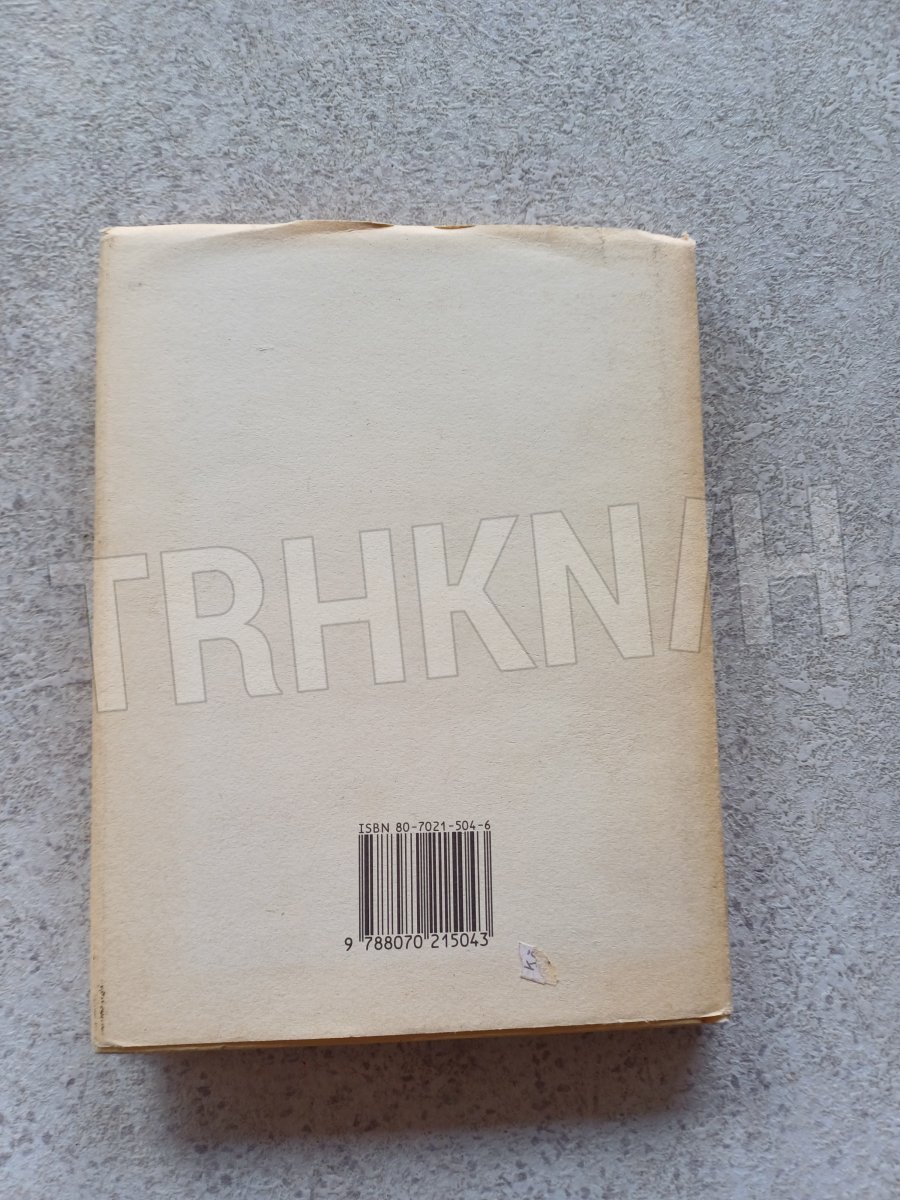 TRHKNIH
ISBN 80-7021-504-6
9 788070 215043